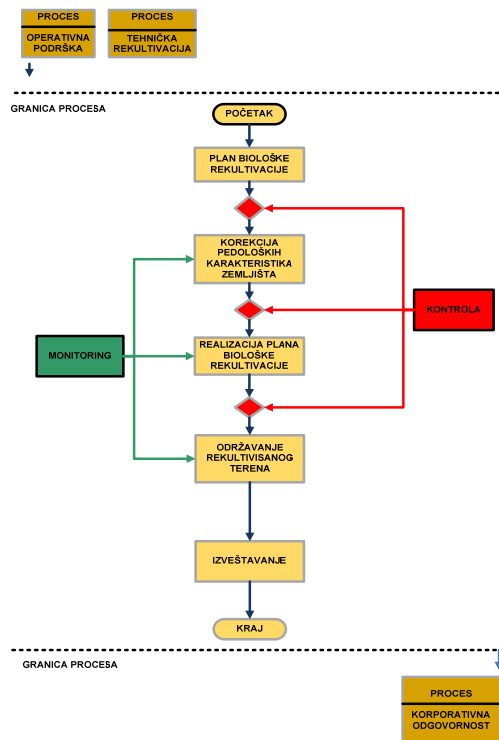 PROCES
OPERATIVNA
PODRŠKA
PROCES
TEHNIČKA
REKULTIVACIJA
GRANICA PROCESA
POČETAK
PLAN BIOLOŠKE
REKULTIVACIJE
KOREKCIJA
PEDOLOŠKIH
KARAKTERISTIKA
ZEMLJIŠTA
KONTROLA
MONITORING
REALIZACIJA PLANA
BIOLOŠKE
REKULTIVACIJE
ODRŽAVANJE
REKULTIVISANOG
TERENA
IZVEŠTAVANJE
KRAJ
GRANICA PROCESA
PROCES
KORPORATIVNA
ODGOVORNOST